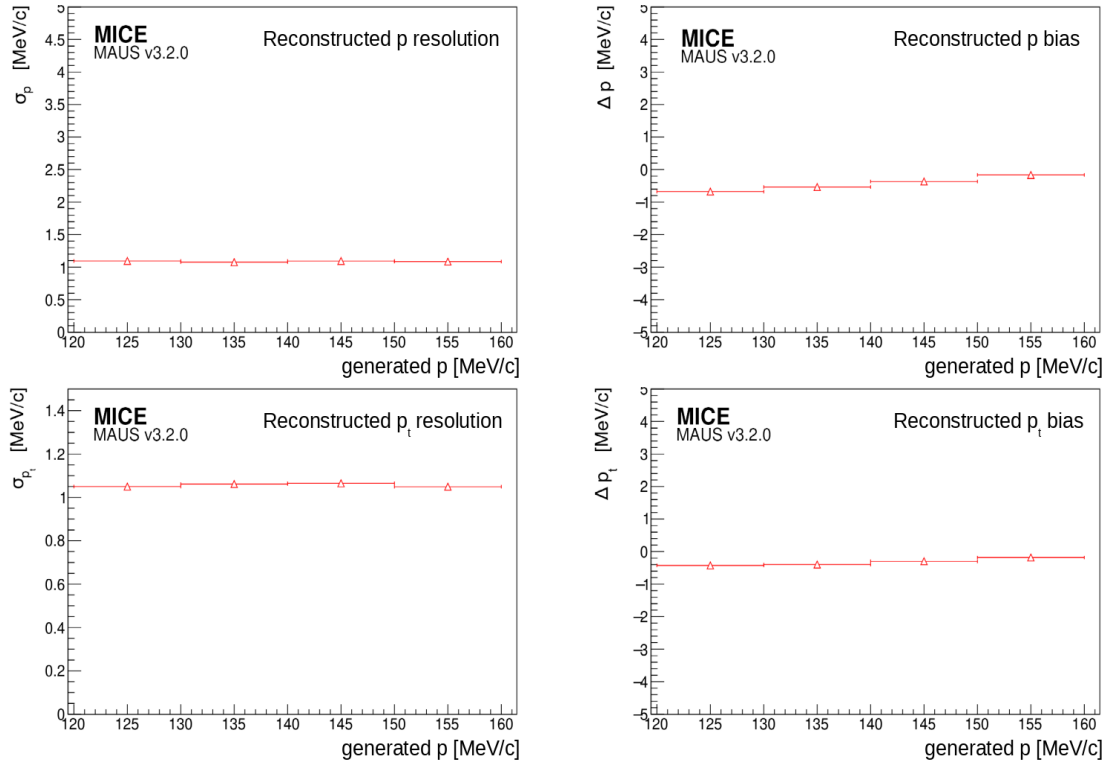 σp [MeV/c]
5
4.5
4
3.5
3
2.5
2
1.5
1
0.5
0
MICE
MAUS v3.2.0
Reconstructed p resolution
120 125 130 135 140 145 150 155 160
generated p [MeV/c]
Δ p [MeV/c]
5
4
3
2
1
0
−1
−2
−3
−4
−5
MICE
MAUS v3.2.0
Reconstructed p bias
120 125 130 135 140 145 150 155 160
generated p [MeV/c]
σpt [MeV/c]
1.4
1.2
1
0.8
0.6
0.4
0.2
0
MICE
MAUS v3.2.0
Reconstructed pt resolution
120 125 130 135 140 145 150 155 160
generated p [MeV/c]
Δ pt [MeV/c]
5
4
3
2
1
0
−1
−2
−3
−4
−5
MICE
MAUS v3.2.0
Reconstructed pt bias
120 125 130 135 140 145 150 155 160
generated p [MeV/c]